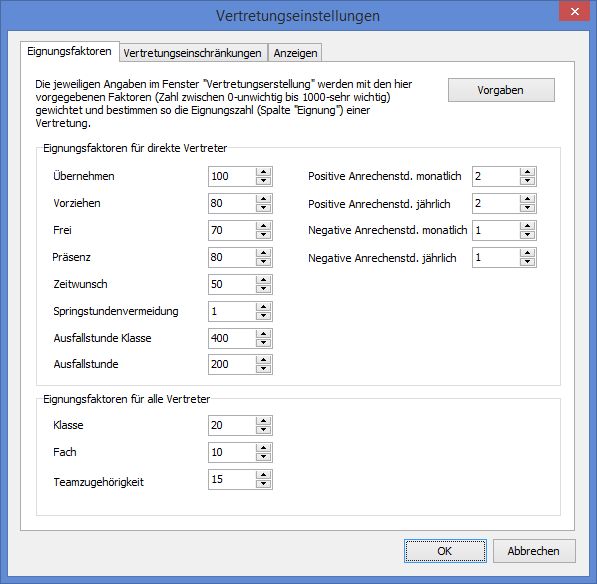 Vertretungseinstellungen
Eignungsfaktoren Vertretungseinschränkungen Anzeigen
Die jeweiligen Angaben im Fenster "Vertretungserstellung" werden mit den hier
vorgegebenen Faktoren (Zahl zwischen 0-unwichtig bis 1000-sehr wichtig)
gewichtet und bestimmen so die Eignungszahl (Spalte "Eignung") einer
Vertretung.
Vorgaben
Eignungsfaktoren für direkte Vertreter
Übernehmen 100 Positive Anrechenstd. monatlich 2
Vorziehen 80 Positive Anrechenstd. jährlich 2
Frei 70 Negative Anrechenstd. monatlich 1
Präsenz 80 Negative Anrechenstd. jährlich 1
Zeitwunsch 50
Springstundenvermeidung 1
Ausfallstunde Klasse 400
Ausfallstunde 200
Eignungsfaktoren für alle Vertreter
Klasse 20
Fach 10
Teamzugehörigkeit 15
OK Abbrechen